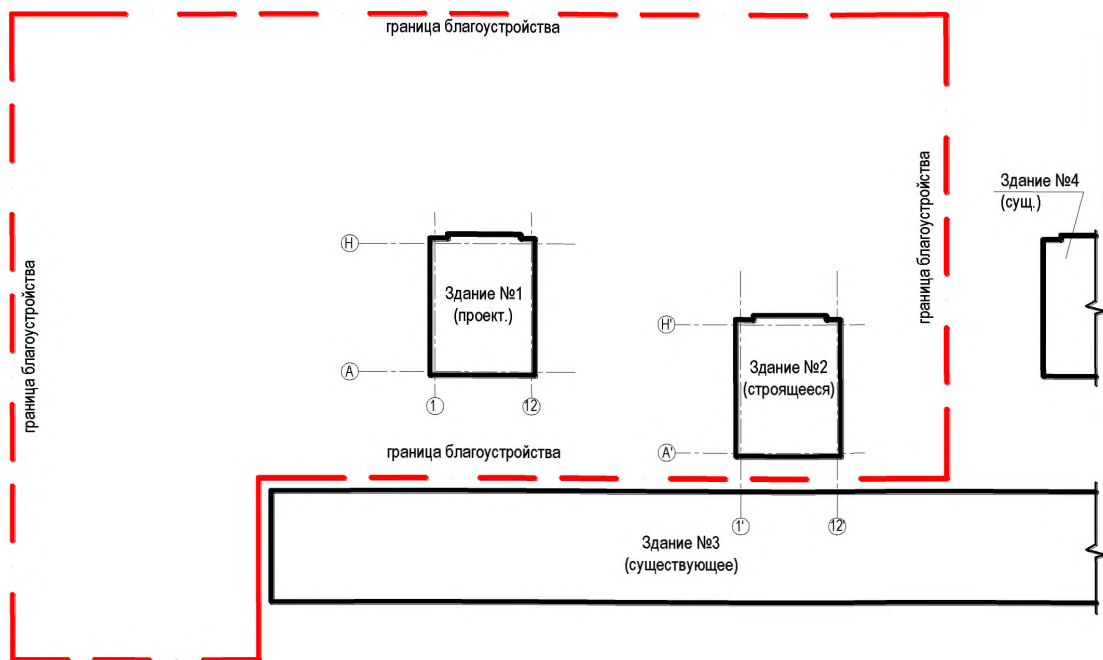 граница благоустройства
граница благоустройства
Здание №4
(сущ.)
Н
граница благоустройства
Здание №1
(проект.)
Н'
А
Здание №2
(строящееся)
1
12
граница благоустройства
А'
1'
12'
Здание №3
(существующее)